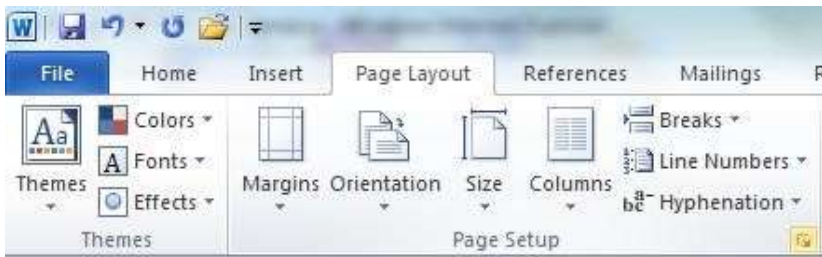 W
File Home Insert Page Layout References Mailings
Aa Themes
Colors
A Fonts
Effects
Margins Orientation Size Columns
Breaks
Line Numbers
Hyphenation
Themes Page Setup